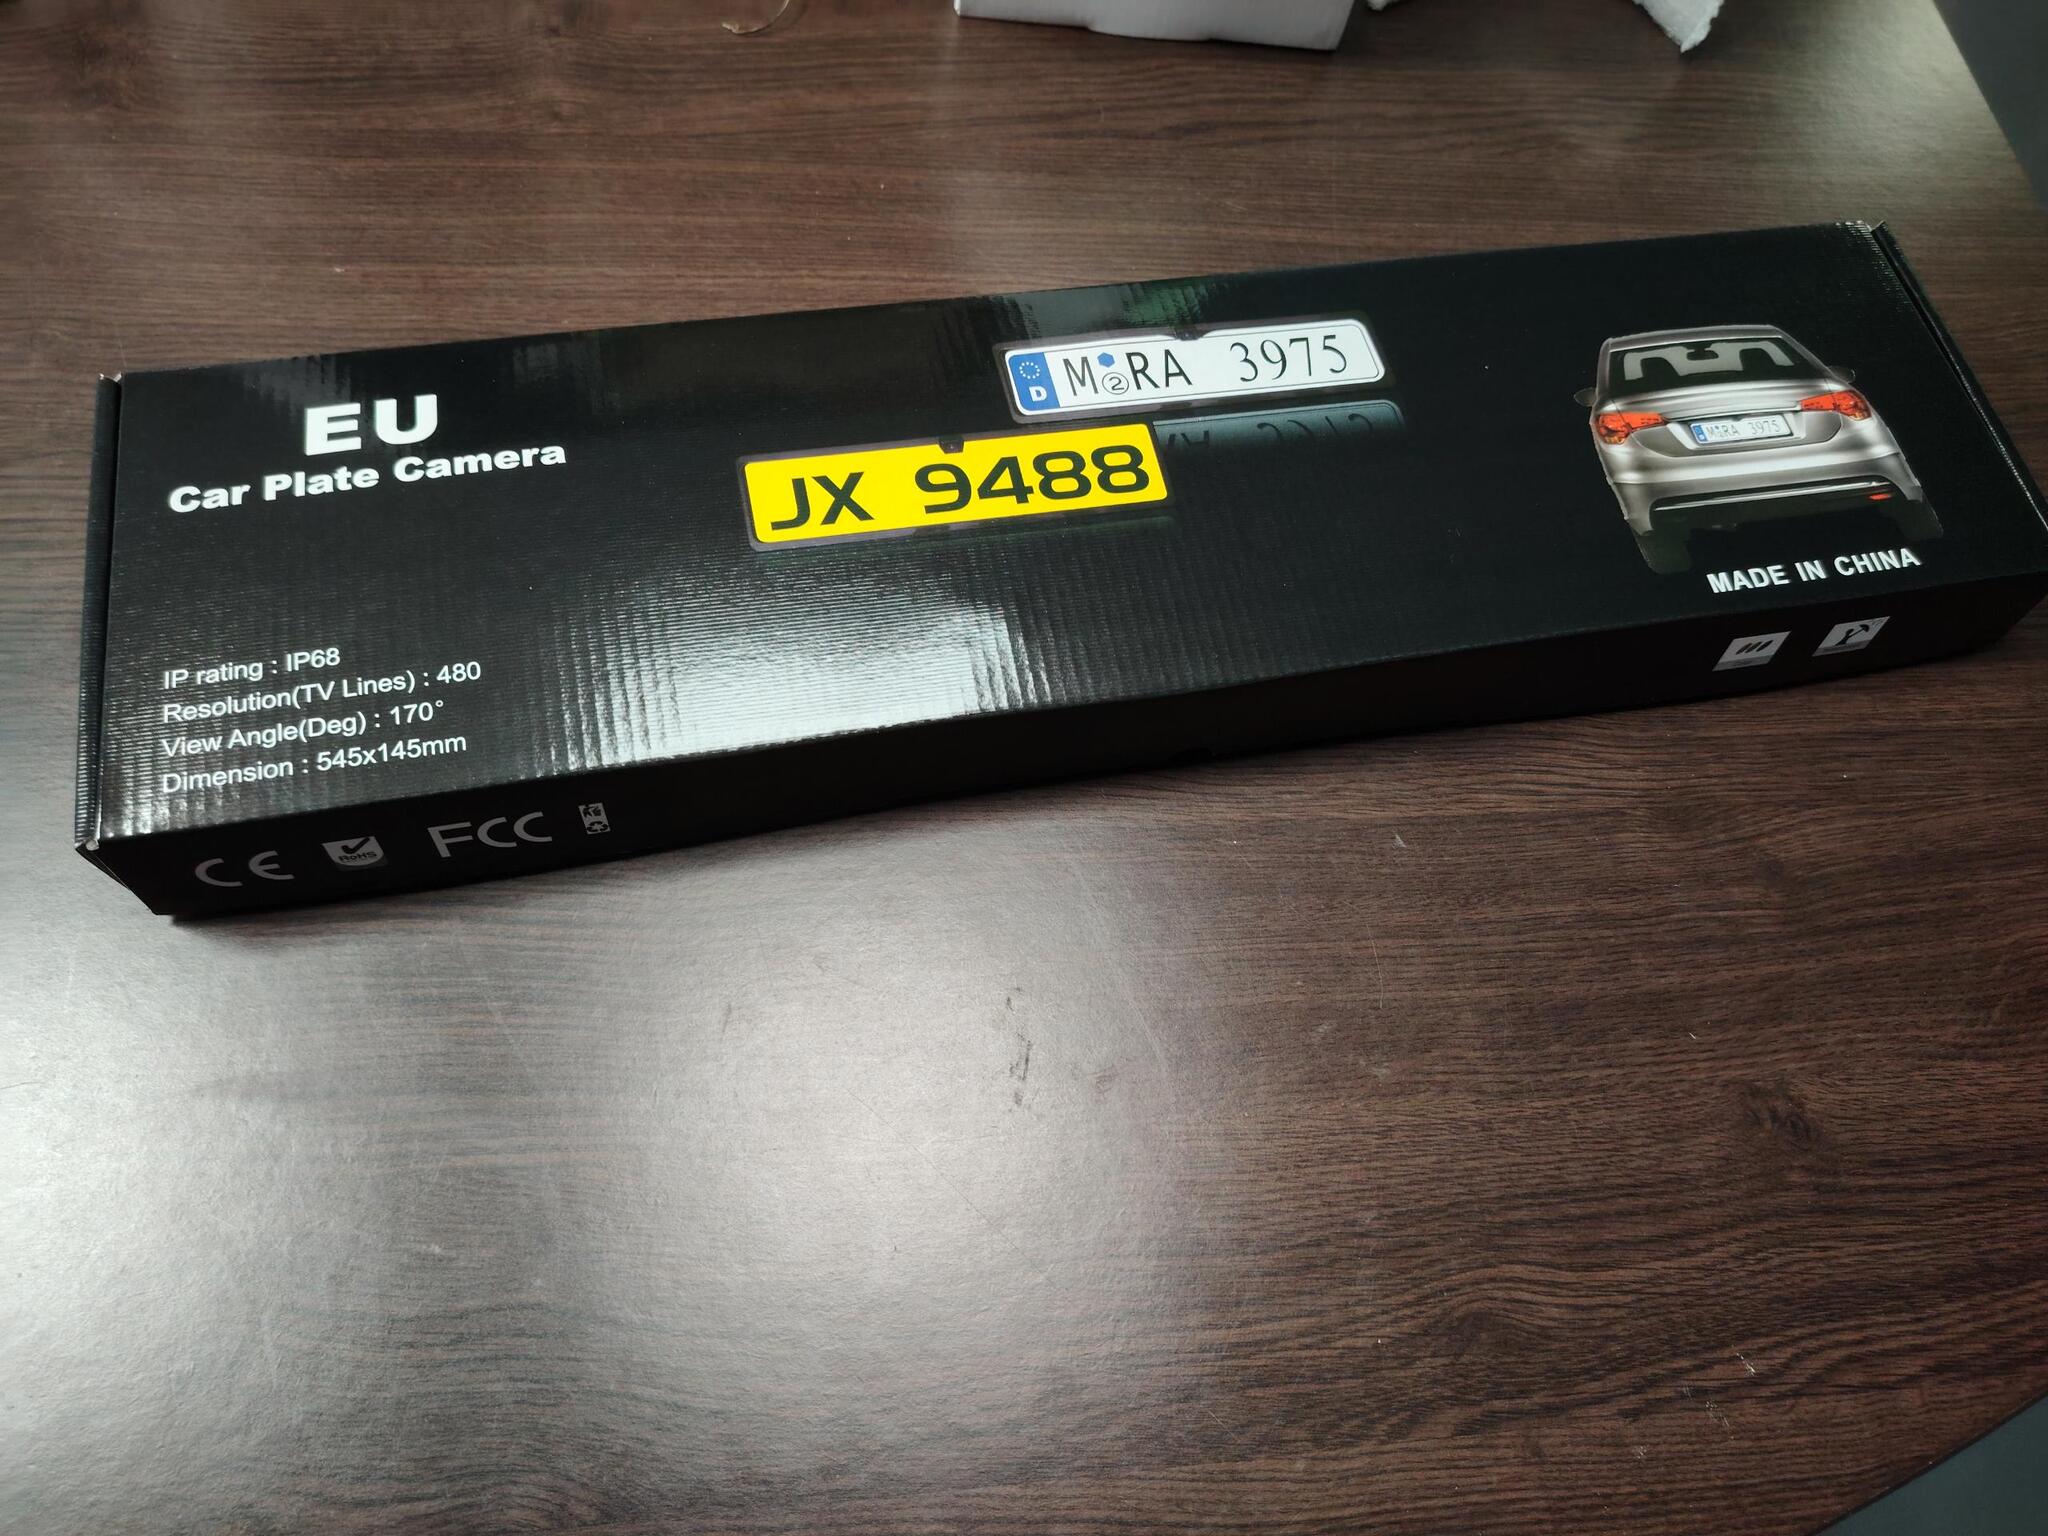 EU
Car Plate Camera
D M 2 RA 3975
JX 9488
M RA 3975
MADE IN CHINA
IP rating : IP68
Resolution(TV Lines) : 480
View Angle(Deg) : 170°
Dimension : 545x145mm
CE RoHS FCC